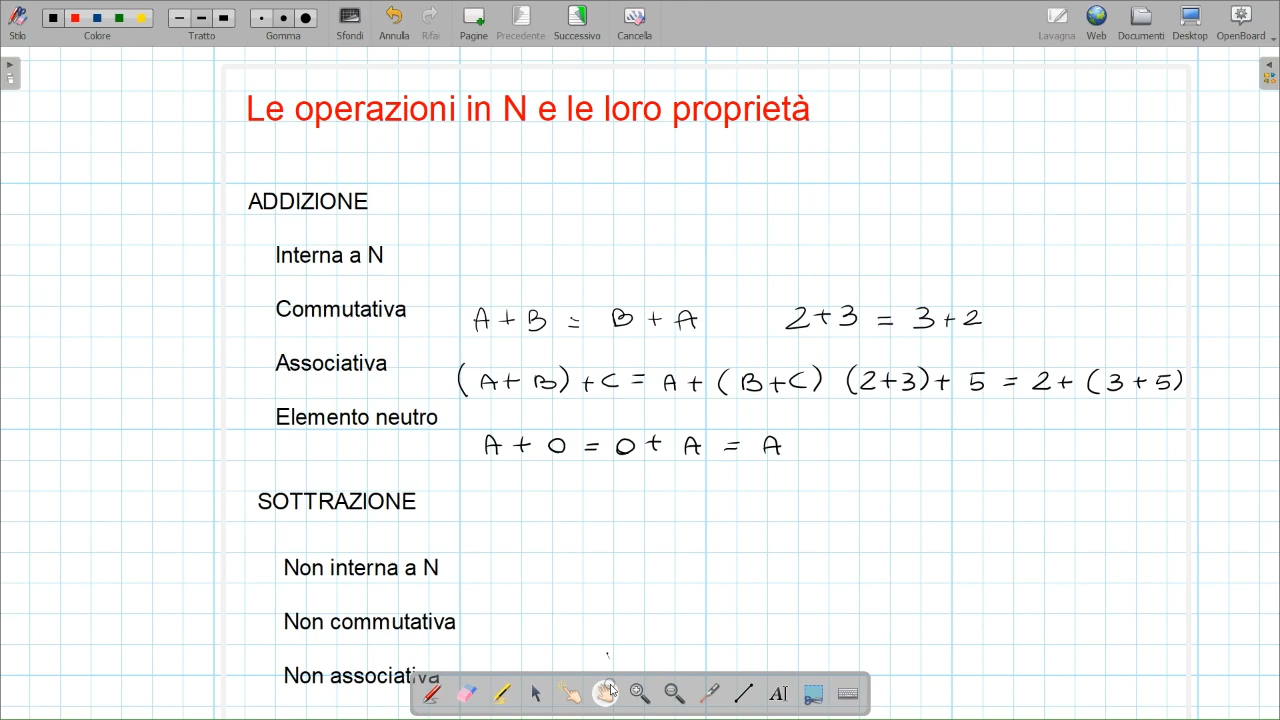 Stilo Colore Tratto Gomma Sfondi Annulla Rifai Pagine Precedente Successivo Cancella Lavagna Web Documenti Desktop OpenBoard
Le operazioni in N e le loro proprietà
ADDIZIONE
Interna a N
Commutativa A + B = B + A 2+3 = 3+2
Associativa (A+B)+C = A+(B+C) (2+3)+5 = 2+(3+5)
Elemento neutro A + 0 = 0 + A = A
SOTTRAZIONE
Non interna a N
Non commutativa
Non associativa
AI